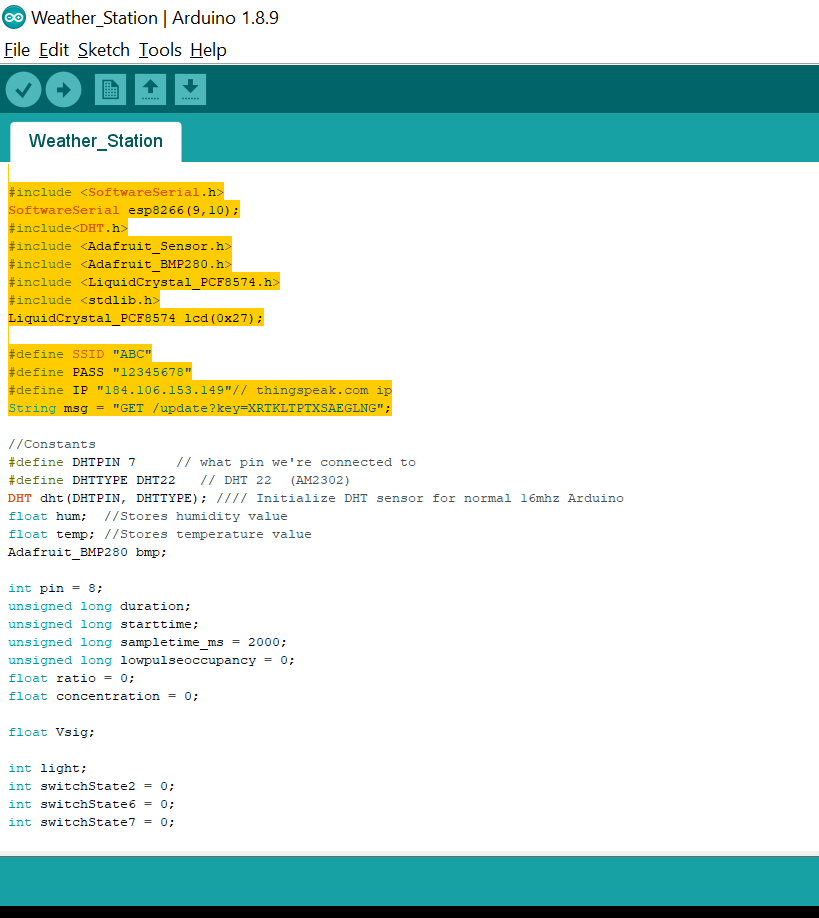 Weather_Station | Arduino 1.8.9
File Edit Sketch Tools Help
Weather_Station
#include <SoftwareSerial.h>
SoftwareSerial esp8266(9,10);
#include<DHT.h>
#include <Adafruit_Sensor.h>
#include <Adafruit_BMP280.h>
#include <LiquidCrystal_PCF8574.h>
#include <stdlib.h>
LiquidCrystal_PCF8574 lcd(0x27);
#define SSID "ABC"
#define PASS "12345678"
#define IP "184.106.153.149"// thingspeak.com ip
String msg = "GET /update?key=XRTKLTPTXSAEGLNG";
//Constants
#define DHTPIN 7     // what pin we're connected to
#define DHTTYPE DHT22   // DHT 22  (AM2302)
DHT dht(DHTPIN, DHTTYPE); //// Initialize DHT sensor for normal 16mhz Arduino
float hum;  //Stores humidity value
float temp; //Stores temperature value
Adafruit_BMP280 bmp;
int pin = 8;
unsigned long duration;
unsigned long starttime;
unsigned long sampletime_ms = 2000;
unsigned long lowpulseoccupancy = 0;
float ratio = 0;
float concentration = 0;
float Vsig;
int light;
int switchState2 = 0;
int switchState6 = 0;
int switchState7 = 0;